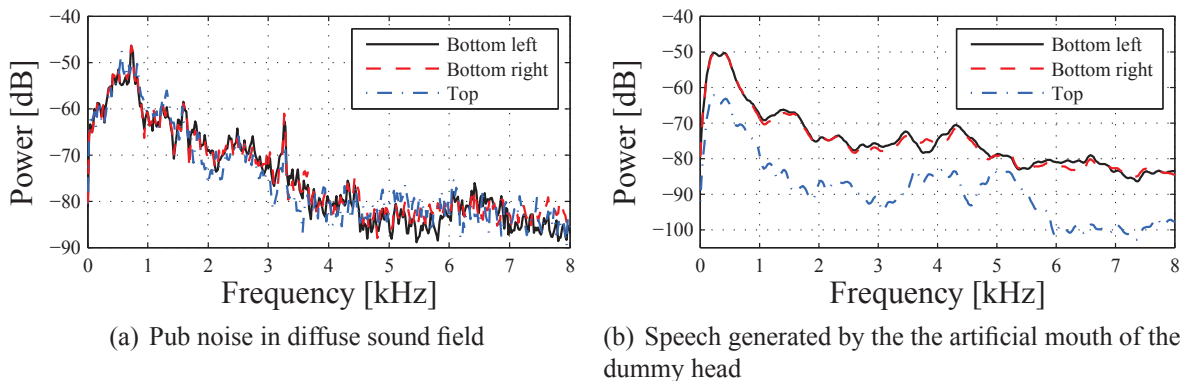 −40
−50
−60
−70
−80
−90
0 1 2 3 4 5 6 7 8
Power [dB]
Frequency [kHz]
Bottom left
Bottom right
Top
(a) Pub noise in diffuse sound field
−40
−50
−60
−70
−80
−90
−100
0 1 2 3 4 5 6 7 8
Power [dB]
Frequency [kHz]
Bottom left
Bottom right
Top
(b) Speech generated by the the artificial mouth of the
dummy head